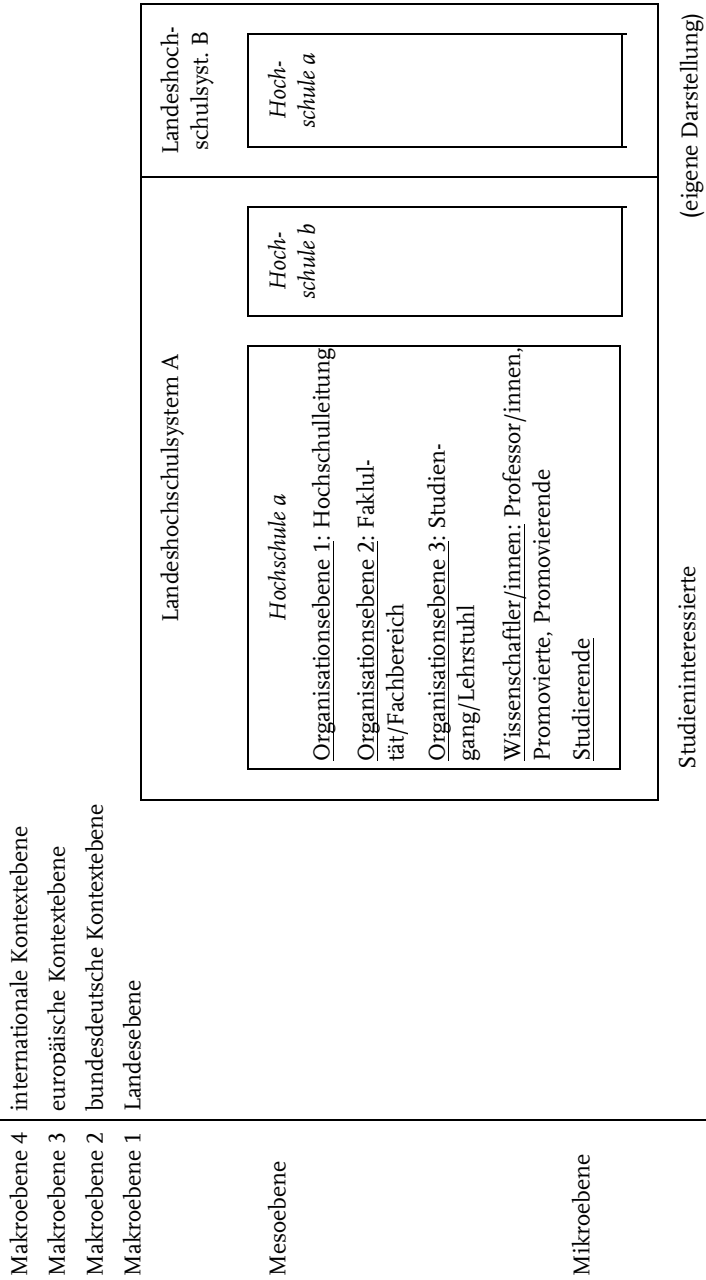 Makroebene 4 internationale Kontextebene
Makroebene 3 europäische Kontextebene
Makroebene 2 bundesdeutsche Kontextebene
Makroebene 1 Landesebene
Landeshochschulsystem A
Landeshoch-
schulsyst. B
Mesoebene
Hochschule a
Organisationsebene 1: Hochschulleitung
Organisationsebene 2: Faklul-
tät/Fachbereich
Organisationsebene 3: Studien-
gang/Lehrstuhl
Wissenschaftler/innen: Professor/innen,
Promovierte, Promovierende
Studierende
Hoch-
schule b
Hoch-
schule a
Mikroebene
Studieninteressierte
(eigene Darstellung)